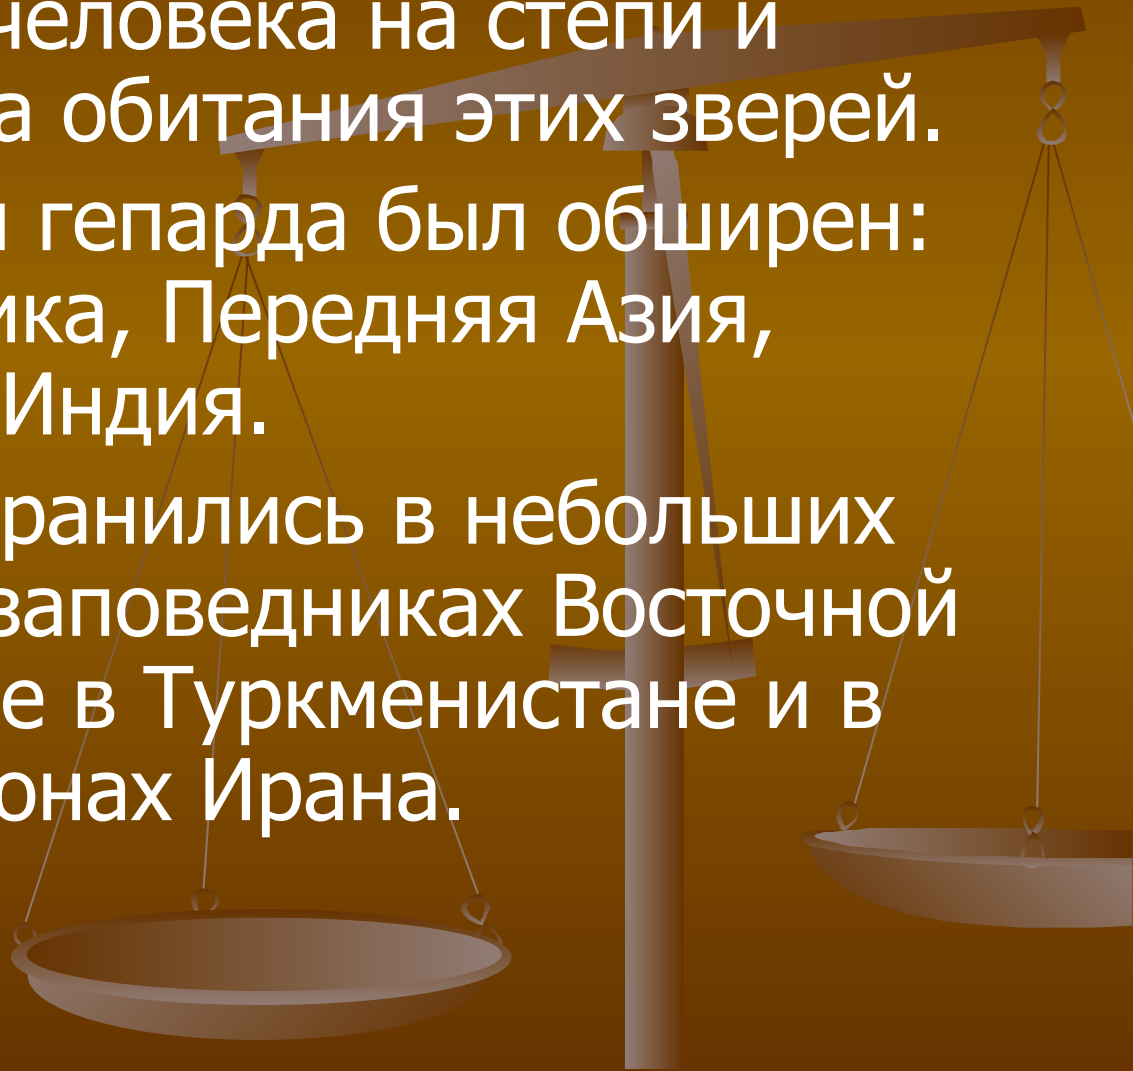 человека на степи и
а обитания этих зверей.
гепарда был обширен:
ика, Передняя Азия,
Индия.
ранились в небольших
заповедниках Восточной
е в Туркменистане и в
онах Ирана.